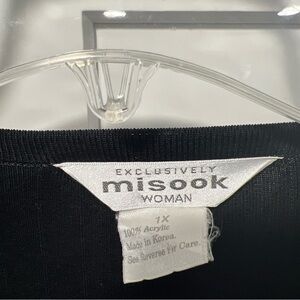 EXCLUSIVELY
misook
WOMAN
1X
100% Acrylic
Made in Korea.
See Reverse For Care.